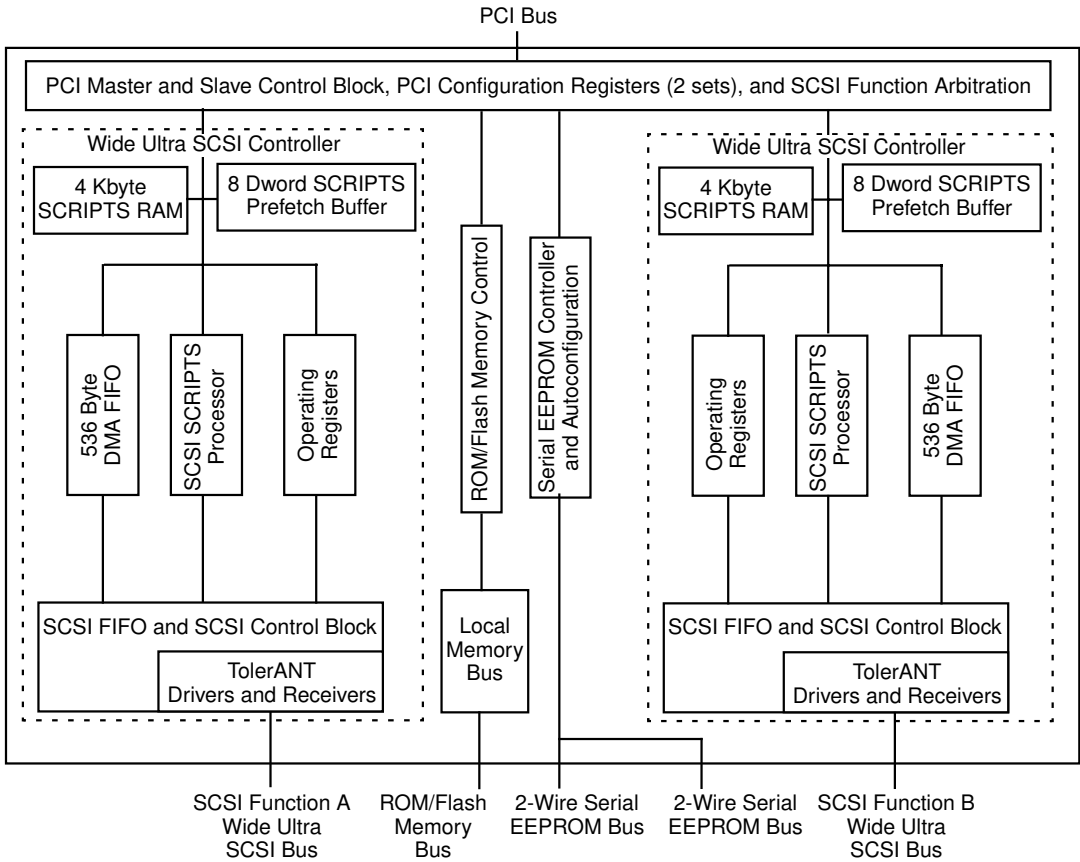 PCI Bus
PCI Master and Slave Control Block, PCI Configuration Registers (2 sets), and SCSI Function Arbitration
Wide Ultra SCSI Controller
4 Kbyte
SCRIPTS RAM
8 Dword SCRIPTS
Prefetch Buffer
536 Byte
DMA FIFO
SCSI SCRIPTS
Processor
Operating
Registers
SCSI FIFO and SCSI Control Block
TolerANT
Drivers and Receivers
ROM/Flash Memory Control
Local
Memory
Bus
Serial EEPROM Controller
and Autoconfiguration
Wide Ultra SCSI Controller
4 Kbyte
SCRIPTS RAM
8 Dword SCRIPTS
Prefetch Buffer
Operating
Registers
SCSI SCRIPTS
Processor
536 Byte
DMA FIFO
SCSI FIFO and SCSI Control Block
TolerANT
Drivers and Receivers
SCSI Function A
Wide Ultra
SCSI Bus
ROM/Flash
Memory
Bus
2-Wire Serial
EEPROM Bus
2-Wire Serial
EEPROM Bus
SCSI Function B
Wide Ultra
SCSI Bus